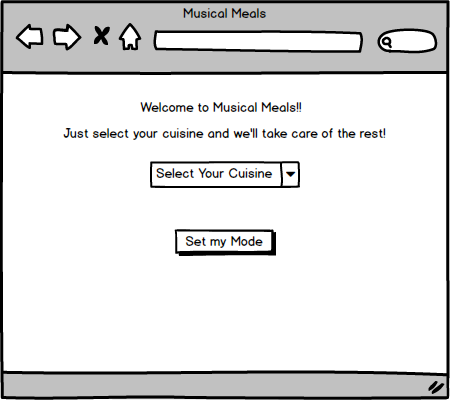 Musical Meals
Welcome to Musical Meals!!
Just select your cuisine and we'll take care of the rest!
Select Your Cuisine
Set my Mode